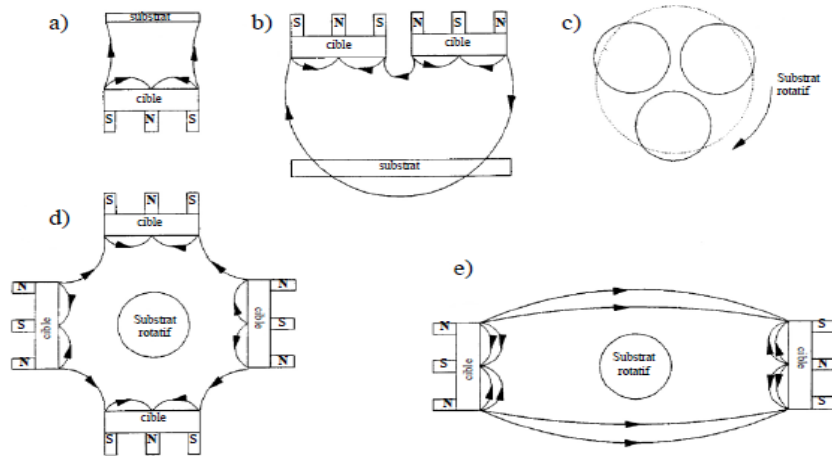 a)
substrat
cible
S N S
b)
S N S N S N
cible cible
substrat
c)
Substrat
rotatif
d)
S N S
cible
N
S
N
cible
Substrat
rotatif
cible
N
S
N
cible
S N S
e)
N
S
N
cible
Substrat
rotatif
cible
S
N
S